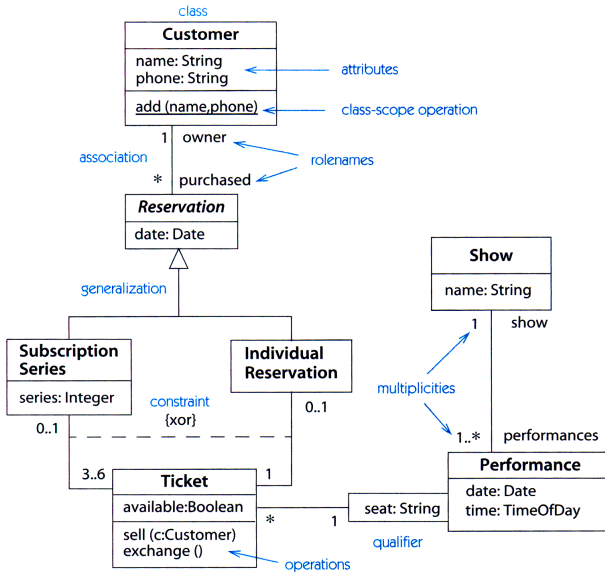 class
Customer
name: String
phone: String
attributes
add (name,phone)
class-scope operation
1 owner
association
rolenames
* purchased
Reservation
date: Date
generalization
Show
name: String
1 show
Subscription
Series
series: Integer
Individual
Reservation
multiplicities
constraint
{xor}
0..1
0..1
1..* performances
3..6
1
Ticket
available:Boolean
sell (c:Customer)
exchange ()
operations
*
1
seat: String
qualifier
Performance
date: Date
time: TimeOfDay